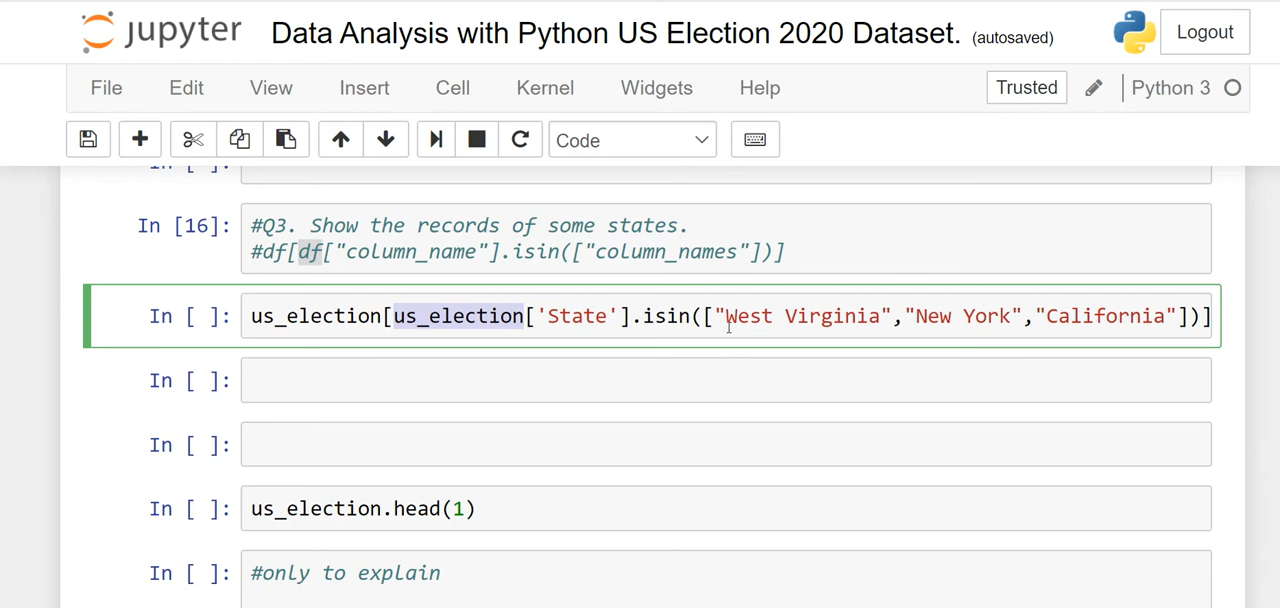 jupyter Data Analysis with Python US Election 2020 Dataset. (autosaved) Logout
File Edit View Insert Cell Kernel Widgets Help Trusted Python 3
Code
In [ ]:
In [16]: #Q3. Show the records of some states.
#df[df["column_name"].isin(["column_names"])]
In [ ]: us_election[us_election['State'].isin(["West Virginia","New York","California"])]
In [ ]:
In [ ]:
In [ ]: us_election.head(1)
In [ ]: #only to explain